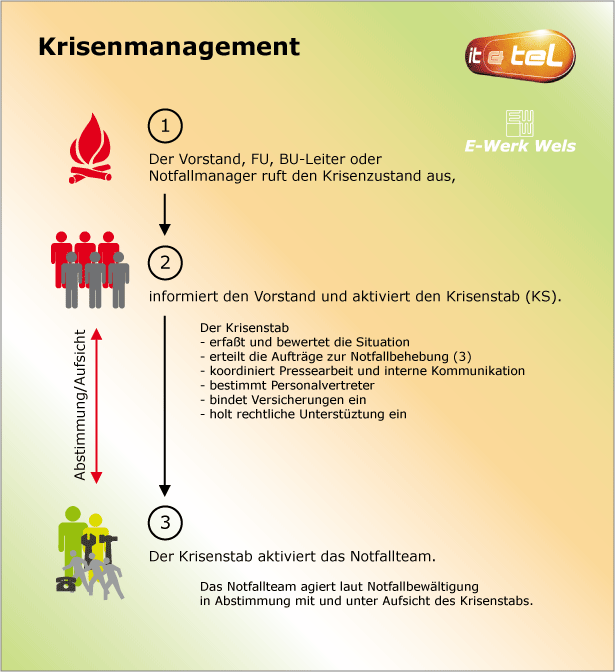 Krisenmanagement
it e tel
EWW
E-Werk Wels
1
Der Vorstand, FU, BU-Leiter oder
Notfallmanager ruft den Krisenzustand aus,
2
informiert den Vorstand und aktiviert den Krisenstab (KS).
Der Krisenstab
- erfaßt und bewertet die Situation
- erteilt die Aufträge zur Notfallbehebung (3)
- koordiniert Pressearbeit und interne Kommunikation
- bestimmt Personalvertreter
- bindet Versicherungen ein
- holt rechtliche Unterstüztung ein
Abstimmung/Aufsicht
3
Der Krisenstab aktiviert das Notfallteam.
Das Notfallteam agiert laut Notfallbewältigung
in Abstimmung mit und unter Aufsicht des Krisenstabs.